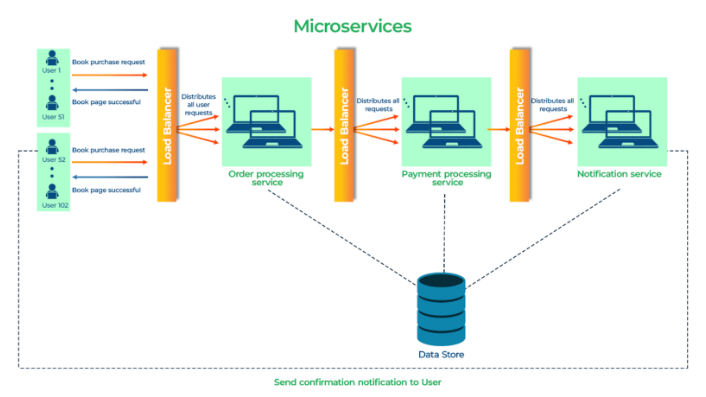 Microservices
User 1
User 51
Book purchase request
Book page successful
User 52
User 102
Book purchase request
Book page successful
Load Balancer
Distributes
all user
requests
Order processing
service
Load Balancer
Distributes all
requests
Payment processing
service
Load Balancer
Distributes all
requests
Notification service
Data Store
Send confirmation notification to User